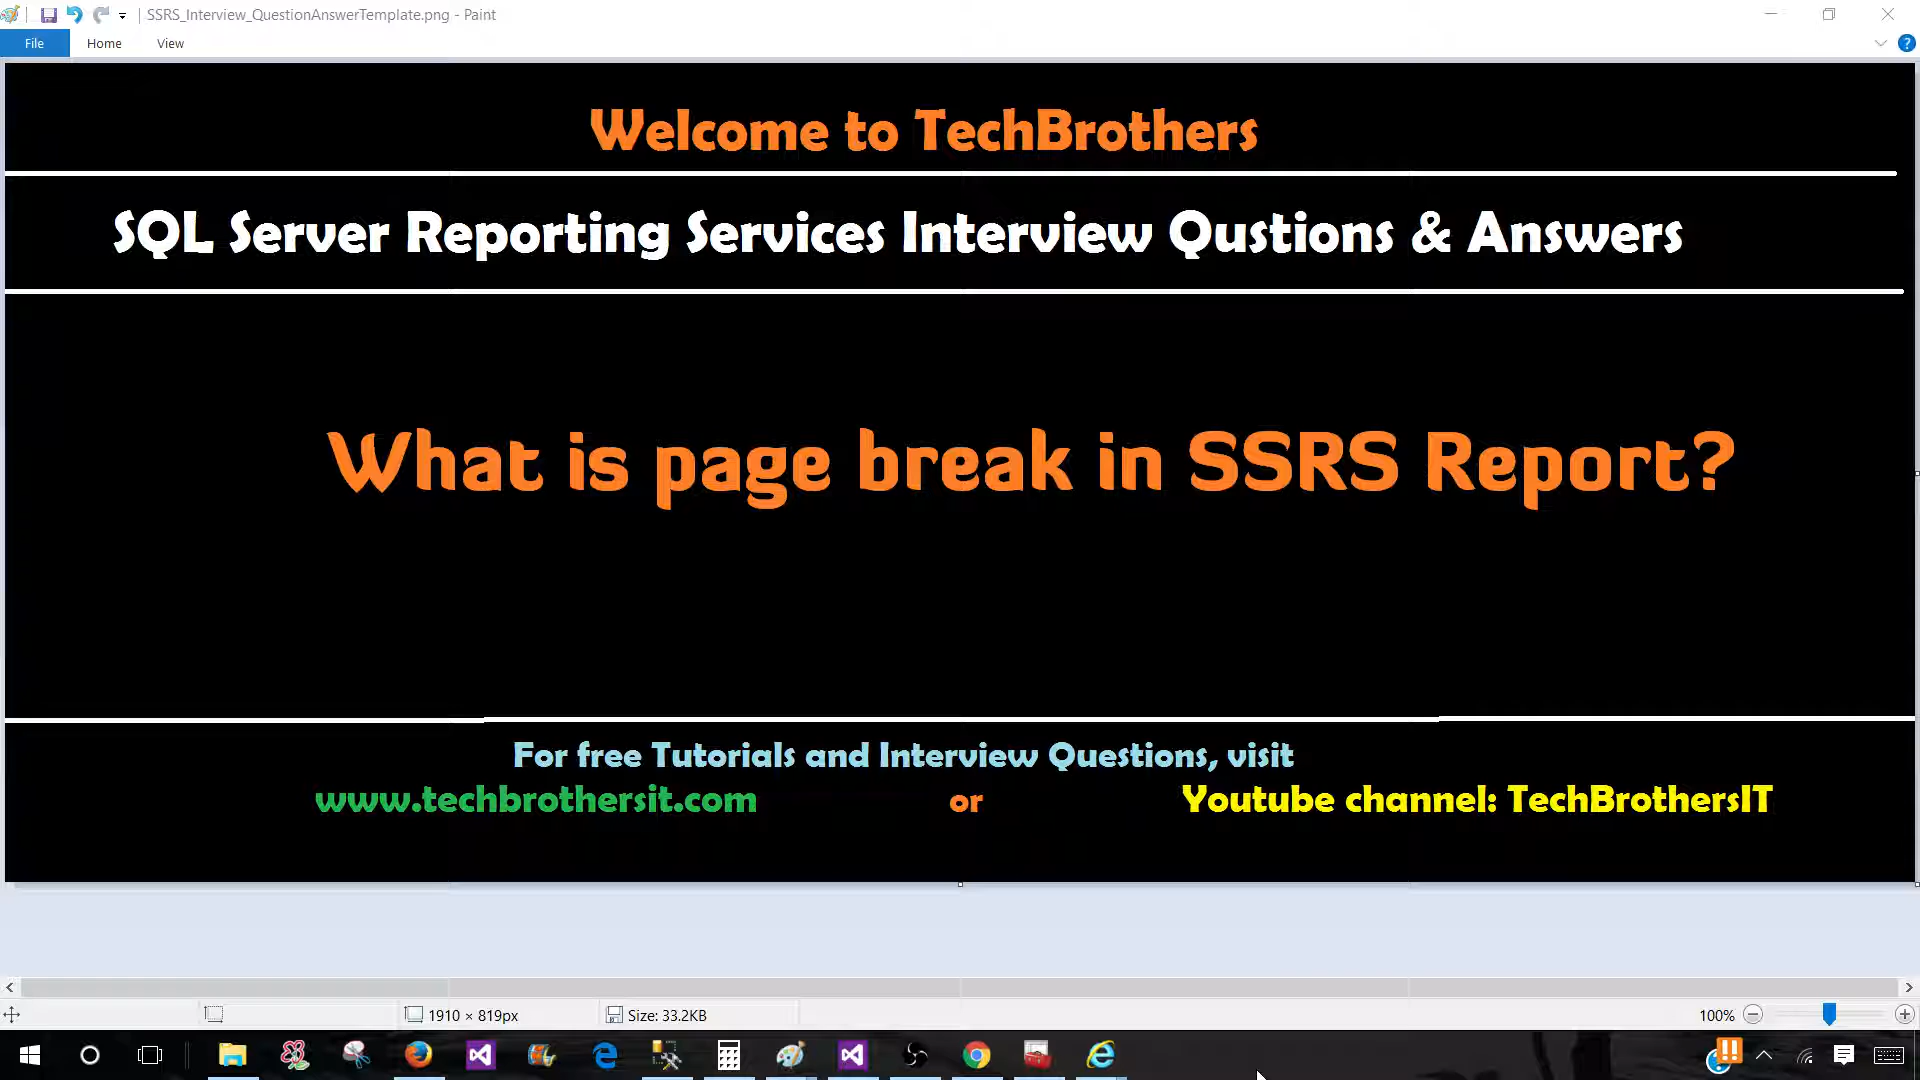 SSRS_Interview_QuestionAnswerTemplate.png - Paint
File Home View
Welcome to TechBrothers
SQL Server Reporting Services Interview Qustions & Answers
What is page break in SSRS Report?
For free Tutorials and Interview Questions, visit
www.techbrothersit.com or Youtube channel: TechBrothersIT
1910 × 819px Size: 33.2KB 100%